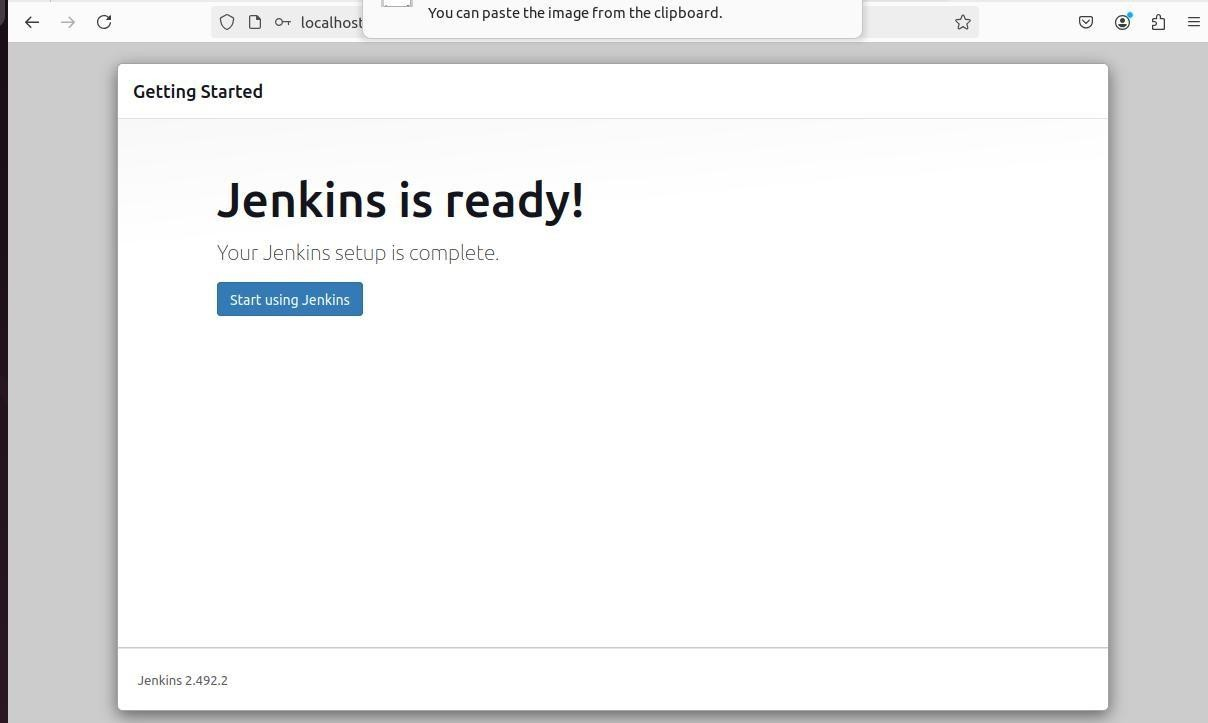 You can paste the image from the clipboard.
localhost
Getting Started
Jenkins is ready!
Your Jenkins setup is complete.
Start using Jenkins
Jenkins 2.492.2